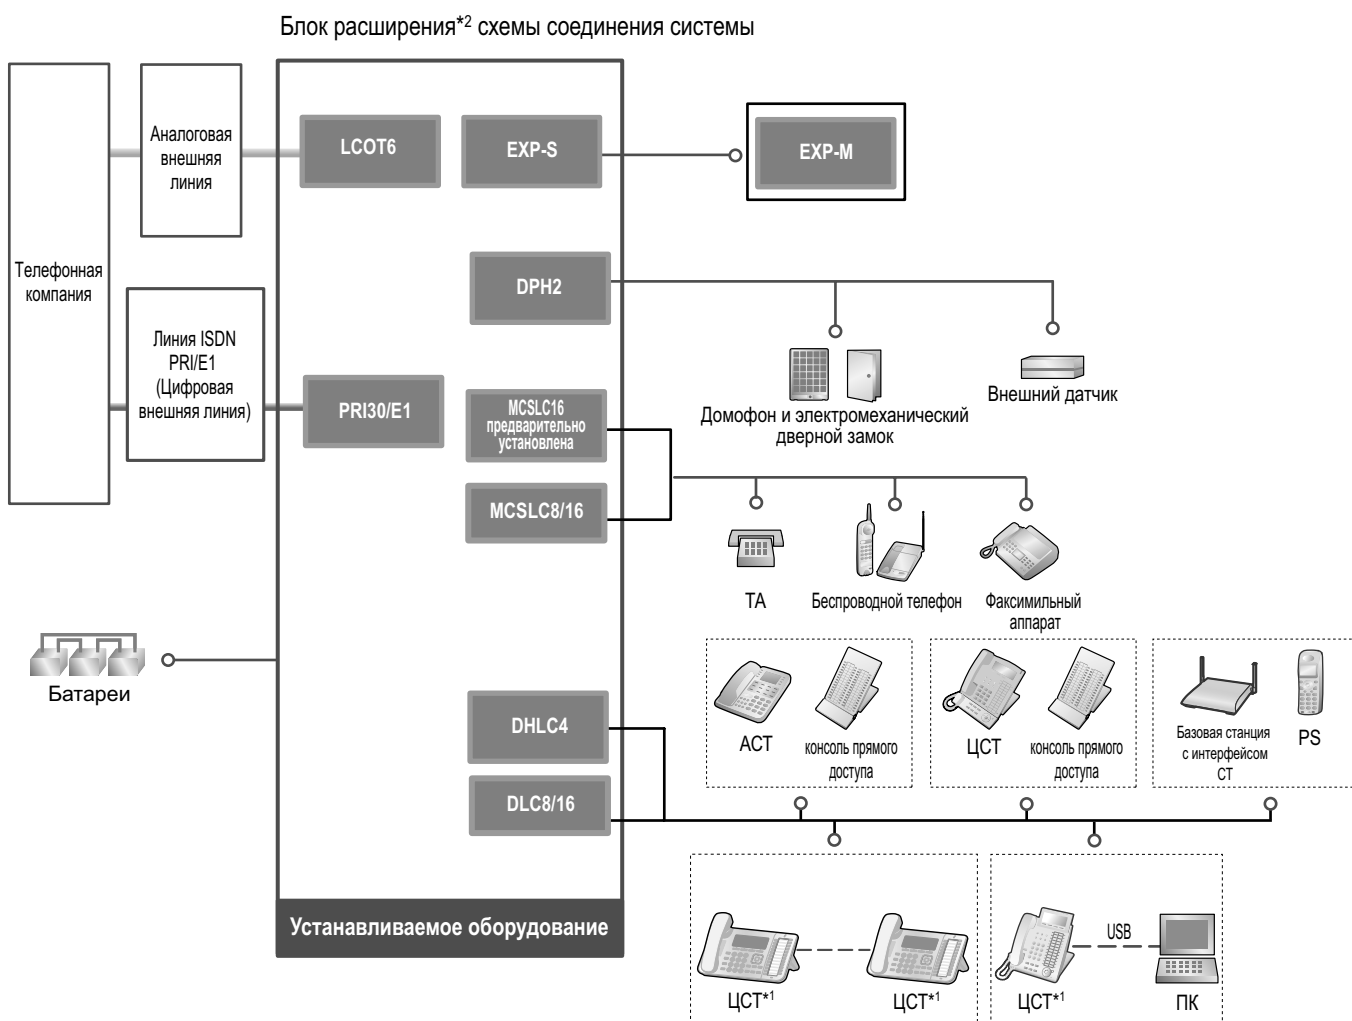 Блок расширения*2 схемы соединения системы
Телефонная
компания
Аналоговая
внешняя
линия
LCOT6
EXP-S
EXP-M
DPH2
Линия ISDN
PRI/E1
(Цифровая
внешняя линия)
PRI30/E1
MCSLC16
предварительно
установлена
MCSLC8/16
Домофон и электромеханический
дверной замок
Внешний датчик
ТА
Беспроводной телефон
Факсимильный
аппарат
Батареи
DHLC4
DLC8/16
АСТ
консоль прямого
доступа
ЦСТ
консоль прямого
доступа
Базовая станция
с интерфейсом
СТ
PS
Устанавливаемое оборудование
ЦСТ*1
ЦСТ*1
ЦСТ*1
USB
ПК